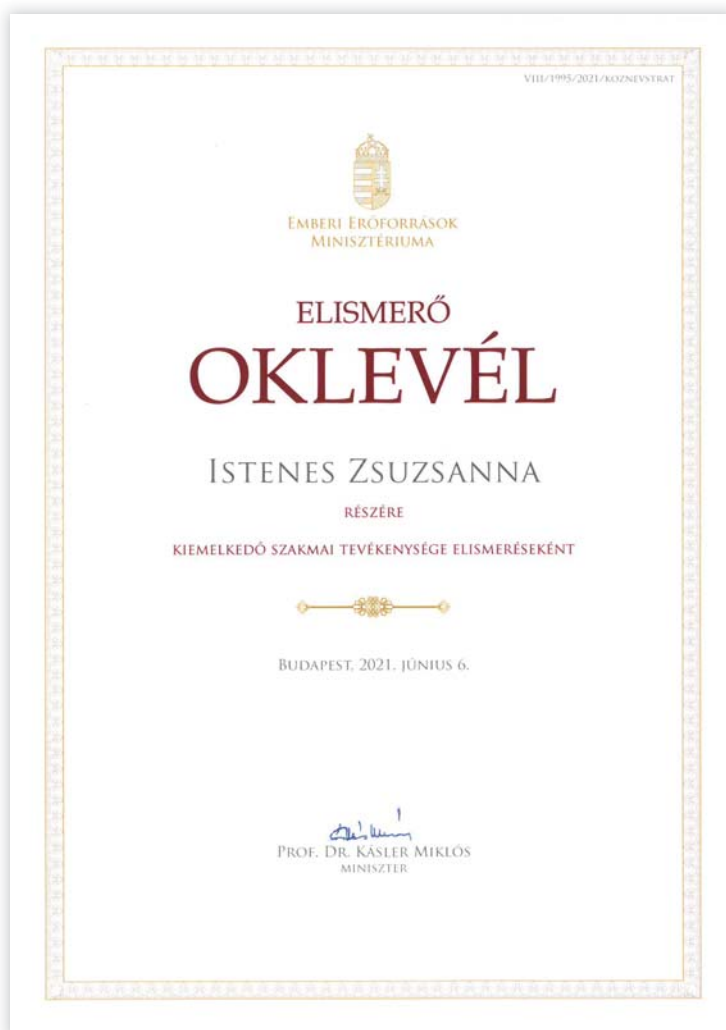 VIII/1995/2021/KOZNEVSTRAT
EMBERI ERŐFORRÁSOK
MINISZTÉRIUMA
ELISMERŐ
OKLEVÉL
ISTENES ZSUZSANNA
RÉSZÉRE
KIEMELKEDŐ SZAKMAI TEVÉKENYSÉGE ELISMERÉSEKÉNT
BUDAPEST, 2021. JÚNIUS 6.
PROF. DR. KÁSLER MIKLÓS
MINISZTER